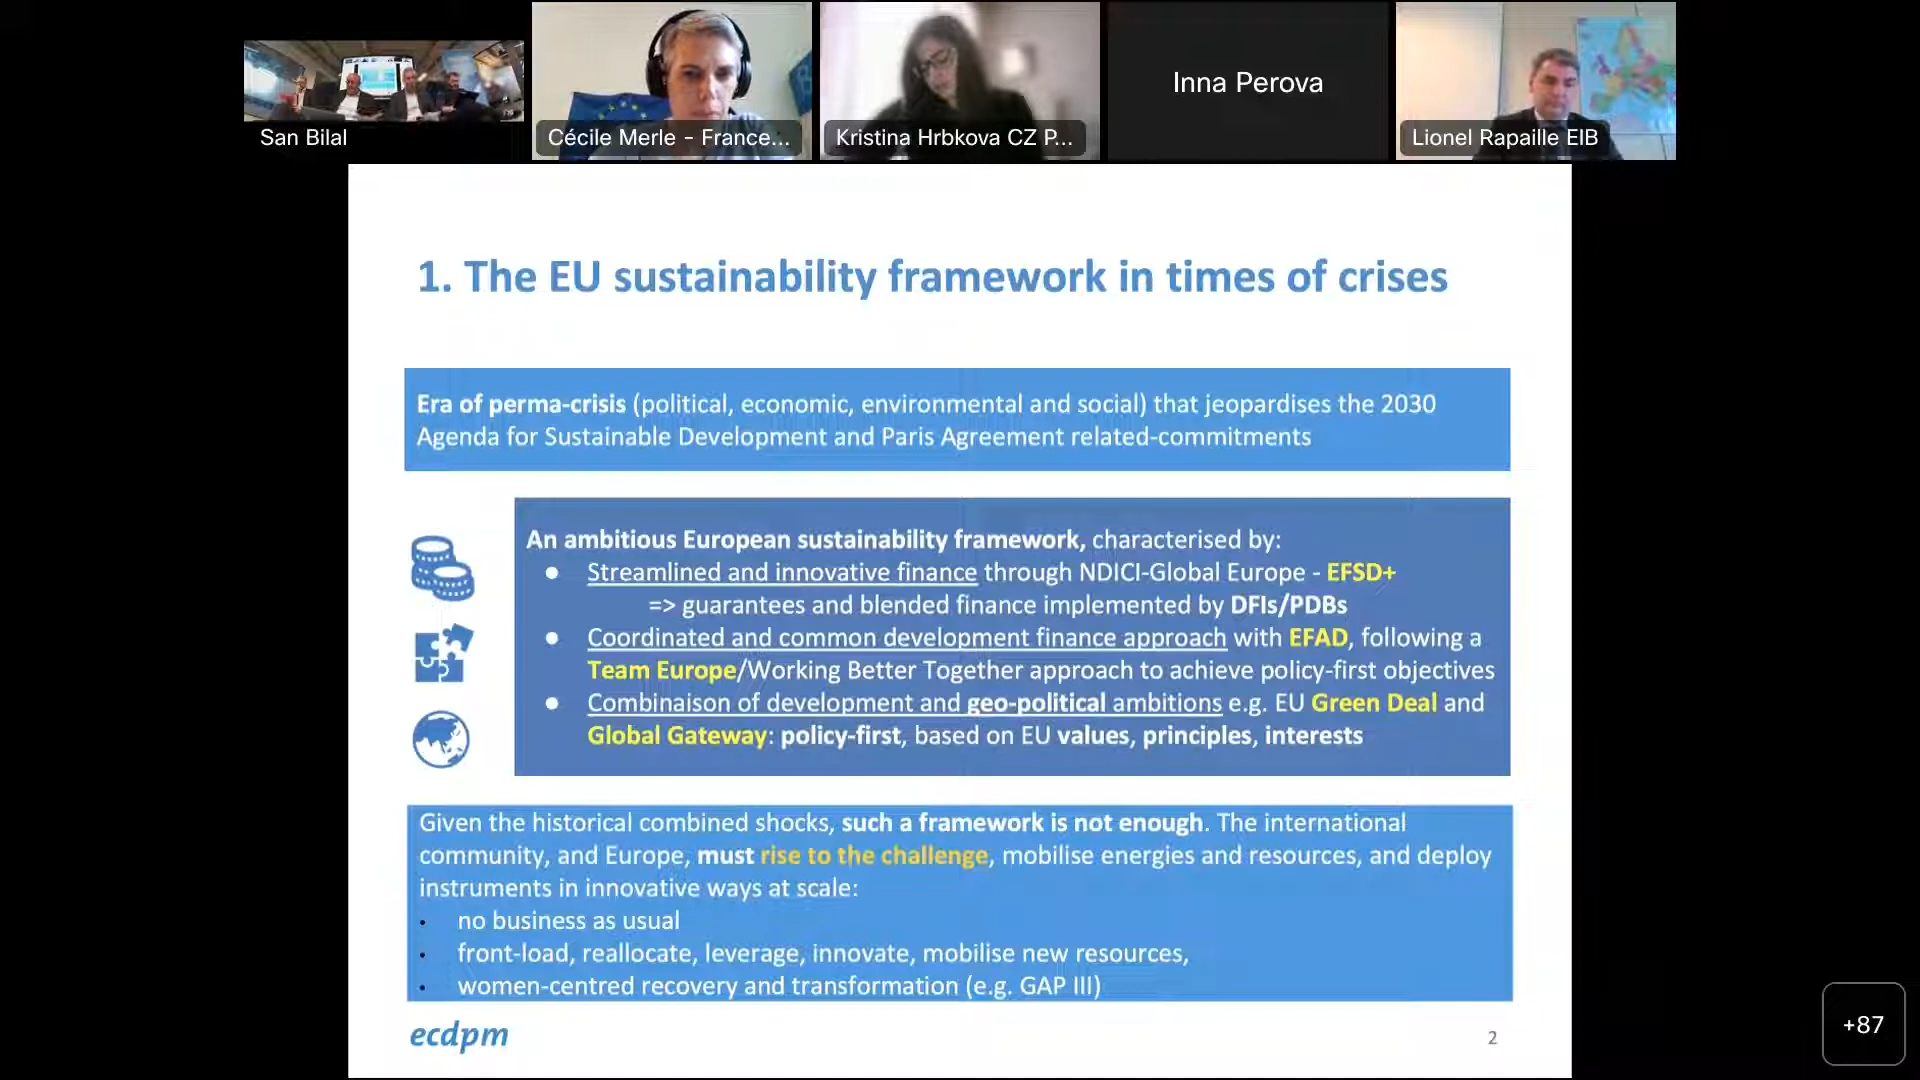 San Bilal
Cécile Merle - France...
Kristina Hrbkova CZ P...
Inna Perova
Lionel Rapaille EIB
1. The EU sustainability framework in times of crises
Era of perma-crisis (political, economic, environmental and social) that jeopardises the 2030
Agenda for Sustainable Development and Paris Agreement related-commitments
An ambitious European sustainability framework, characterised by:
● Streamlined and innovative finance through NDICI-Global Europe - EFSD+
=> guarantees and blended finance implemented by DFIs/PDBs
● Coordinated and common development finance approach with EFAD, following a
Team Europe/Working Better Together approach to achieve policy-first objectives
● Combinaison of development and geo-political ambitions e.g. EU Green Deal and
Global Gateway: policy-first, based on EU values, principles, interests
Given the historical combined shocks, such a framework is not enough. The international
community, and Europe, must rise to the challenge, mobilise energies and resources, and deploy
instruments in innovative ways at scale:
• no business as usual
• front-load, reallocate, leverage, innovate, mobilise new resources,
• women-centred recovery and transformation (e.g. GAP III)
ecdpm
2
+87